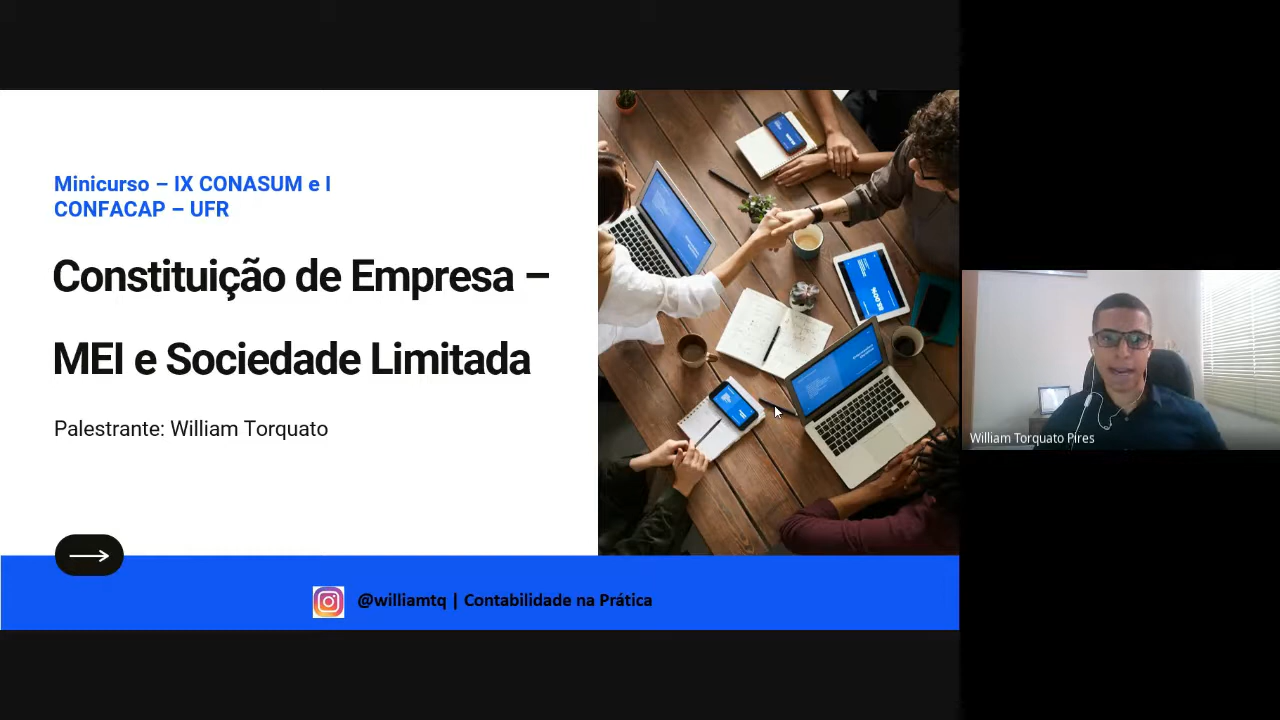 Minicurso – IX CONASUM e I
CONFACAP – UFR
Constituição de Empresa –
MEI e Sociedade Limitada
Palestrante: William Torquato
@williamtq | Contabilidade na Prática
William Torquato Pires